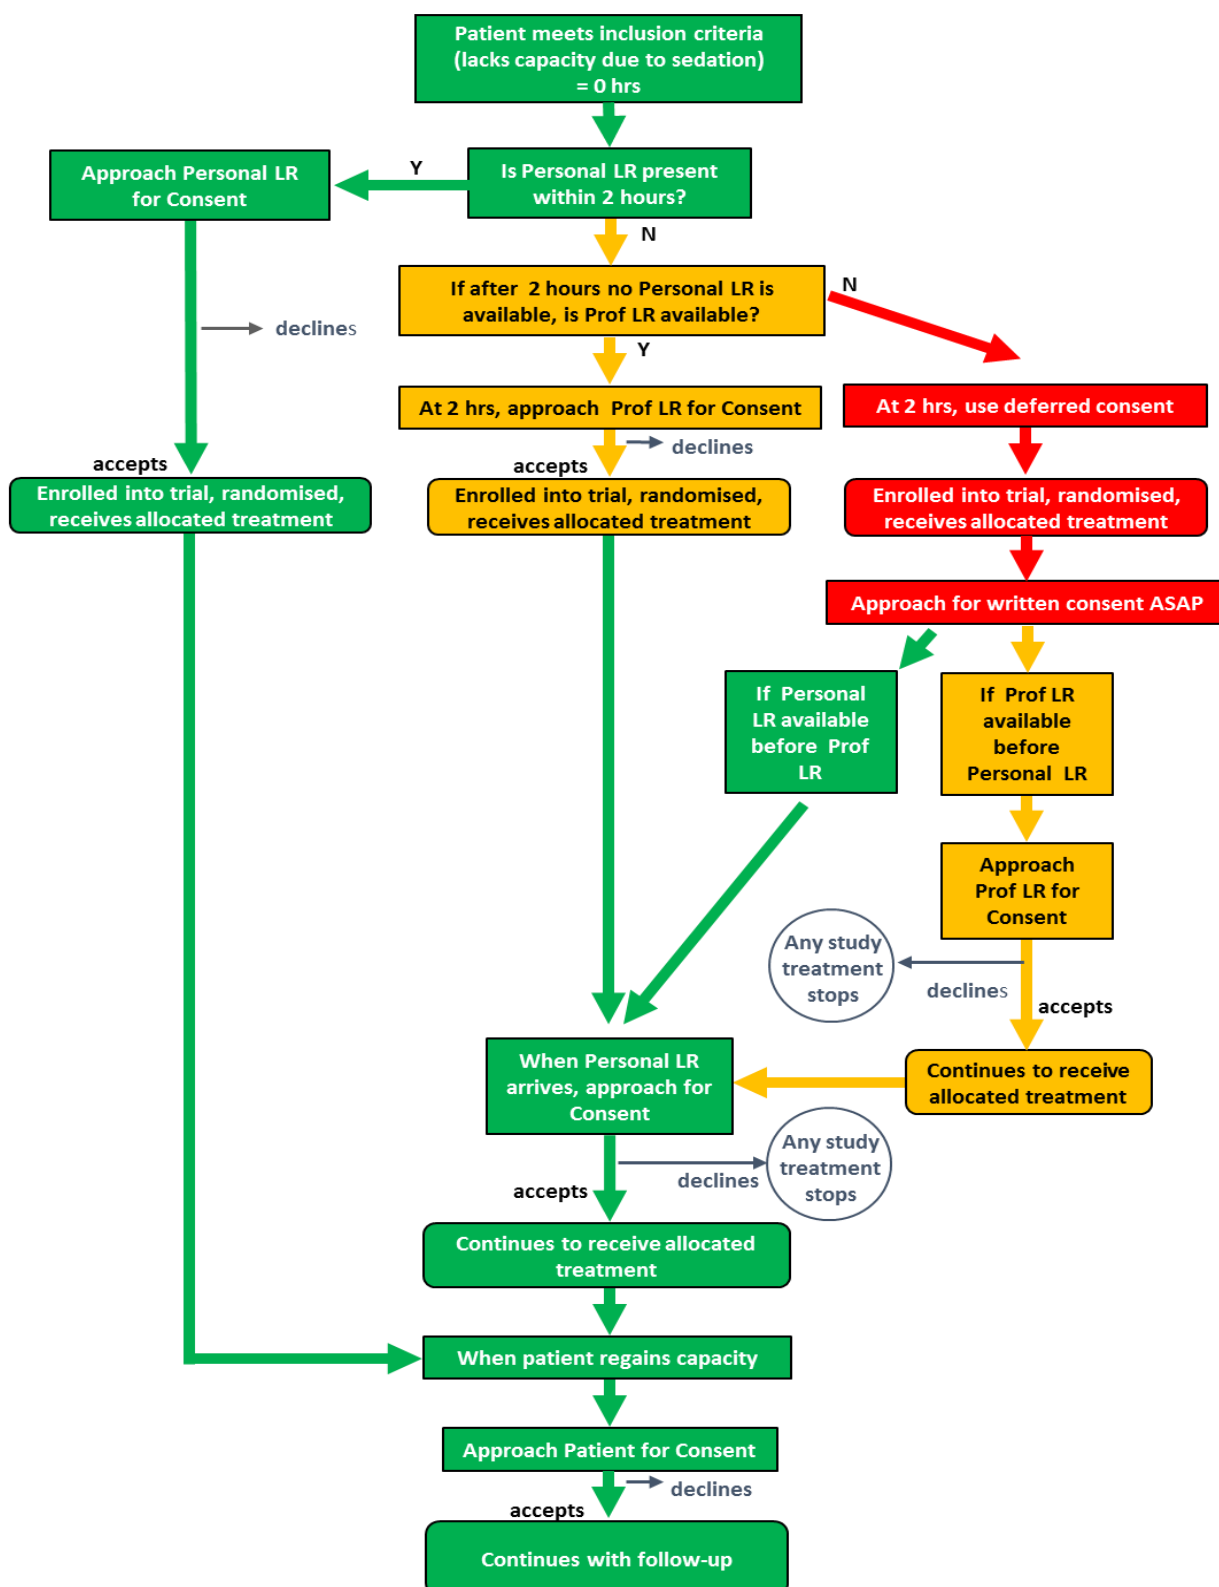 Patient meets inclusion criteria
(lacks capacity due to sedation)
= 0 hrs
Approach Personal LR
for Consent
Y
Is Personal LR present
within 2 hours?
N
If after 2 hours no Personal LR is
available, is Prof LR available?
N
declines
Y
At 2 hrs, approach Prof LR for Consent
At 2 hrs, use deferred consent
declines
accepts
accepts
Enrolled into trial, randomised,
receives allocated treatment
Enrolled into trial, randomised,
receives allocated treatment
Enrolled into trial, randomised,
receives allocated treatment
Approach for written consent ASAP
If Personal
LR available
before Prof
LR
If Prof LR
available
before
Personal LR
Approach
Prof LR for
Consent
Any study
treatment
stops
declines
accepts
When Personal LR
arrives, approach for
Consent
Continues to receive
allocated treatment
Any study
treatment
stops
declines
accepts
Continues to receive allocated
treatment
When patient regains capacity
Approach Patient for Consent
declines
accepts
Continues with follow-up